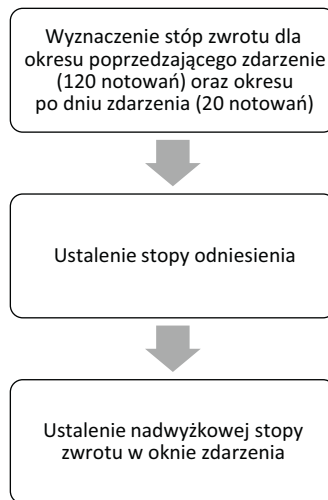 Wyznaczenie stóp zwrotu dla
okresu poprzedzającego zdarzenie
(120 notowań) oraz okresu
po dniu zdarzenia (20 notowań)
Ustalenie stopy odniesienia
Ustalenie nadwyżkowej stopy
zwrotu w oknie zdarzenia